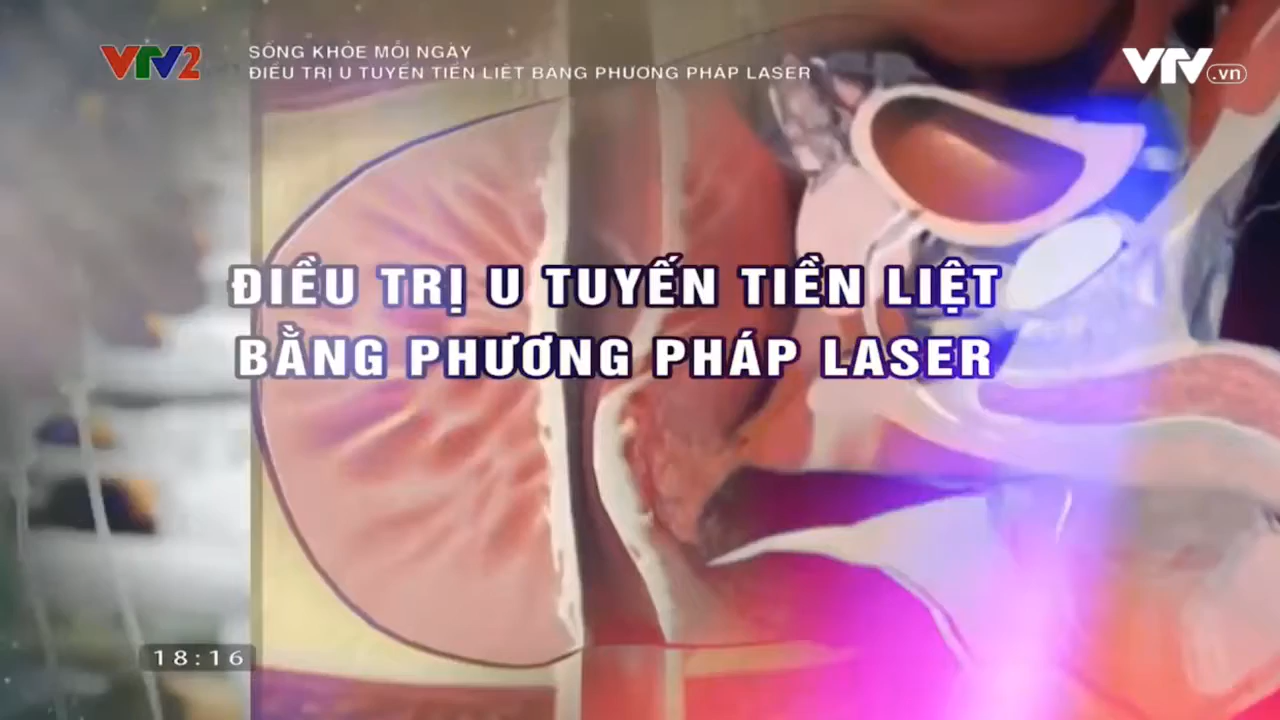 VTV2
SỐNG KHỎE MỖI NGÀY
ĐIỀU TRỊ U TUYẾN TIỀN LIỆT BẰNG PHƯƠNG PHÁP LASER
VTV.vn
ĐIỀU TRỊ U TUYẾN TIỀN LIỆT
BẰNG PHƯƠNG PHÁP LASER
18:16